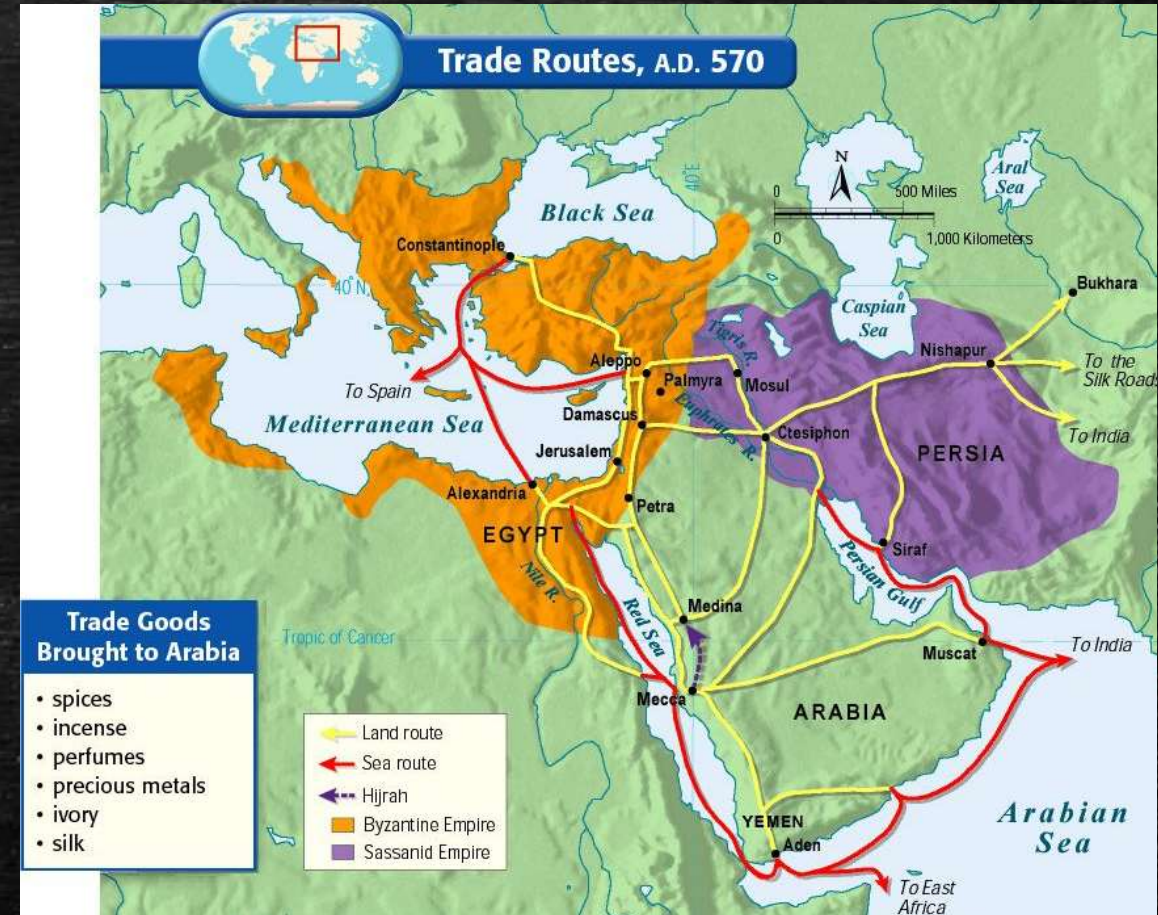 Trade Routes, A.D. 570
N
0 500 Miles
0 1,000 Kilometers
40°E
40°N
Aral
Sea
Black Sea
Constantinople
Caspian
Sea
Bukhara
Nishapur
To the
Silk Roads
To India
Tigris R.
Aleppo
Palmyra
Mosul
To Spain
Mediterranean Sea
Damascus
Euphrates R.
Ctesiphon
PERSIA
Jerusalem
Alexandria
Petra
EGYPT
Siraf
Nile R.
Persian Gulf
Red Sea
Medina
Tropic of Cancer
Muscat
To India
Mecca
ARABIA
YEMEN
Aden
Arabian
Sea
To East
Africa
Trade Goods
Brought to Arabia
• spices
• incense
• perfumes
• precious metals
• ivory
• silk
Land route
Sea route
Hijrah
Byzantine Empire
Sassanid Empire